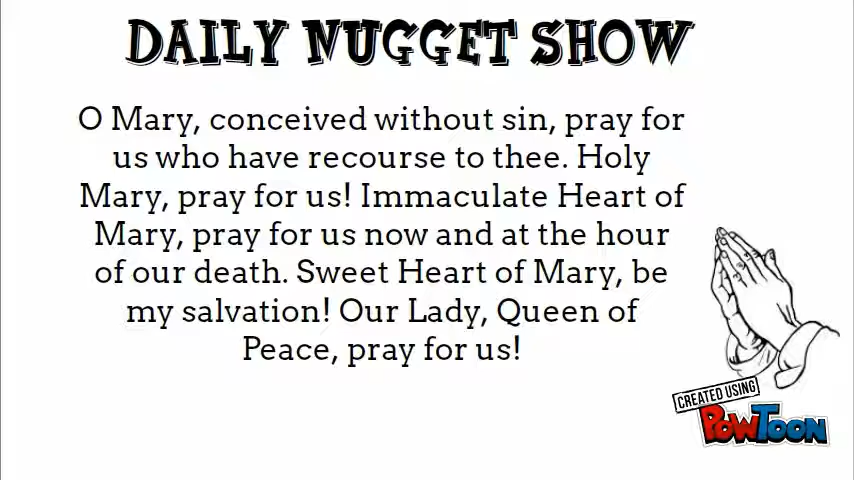 DAILY NUGGET SHOW
O Mary, conceived without sin, pray for
us who have recourse to thee. Holy
Mary, pray for us! Immaculate Heart of
Mary, pray for us now and at the hour
of our death. Sweet Heart of Mary, be
my salvation! Our Lady, Queen of
Peace, pray for us!
CREATED USING
POWTOON